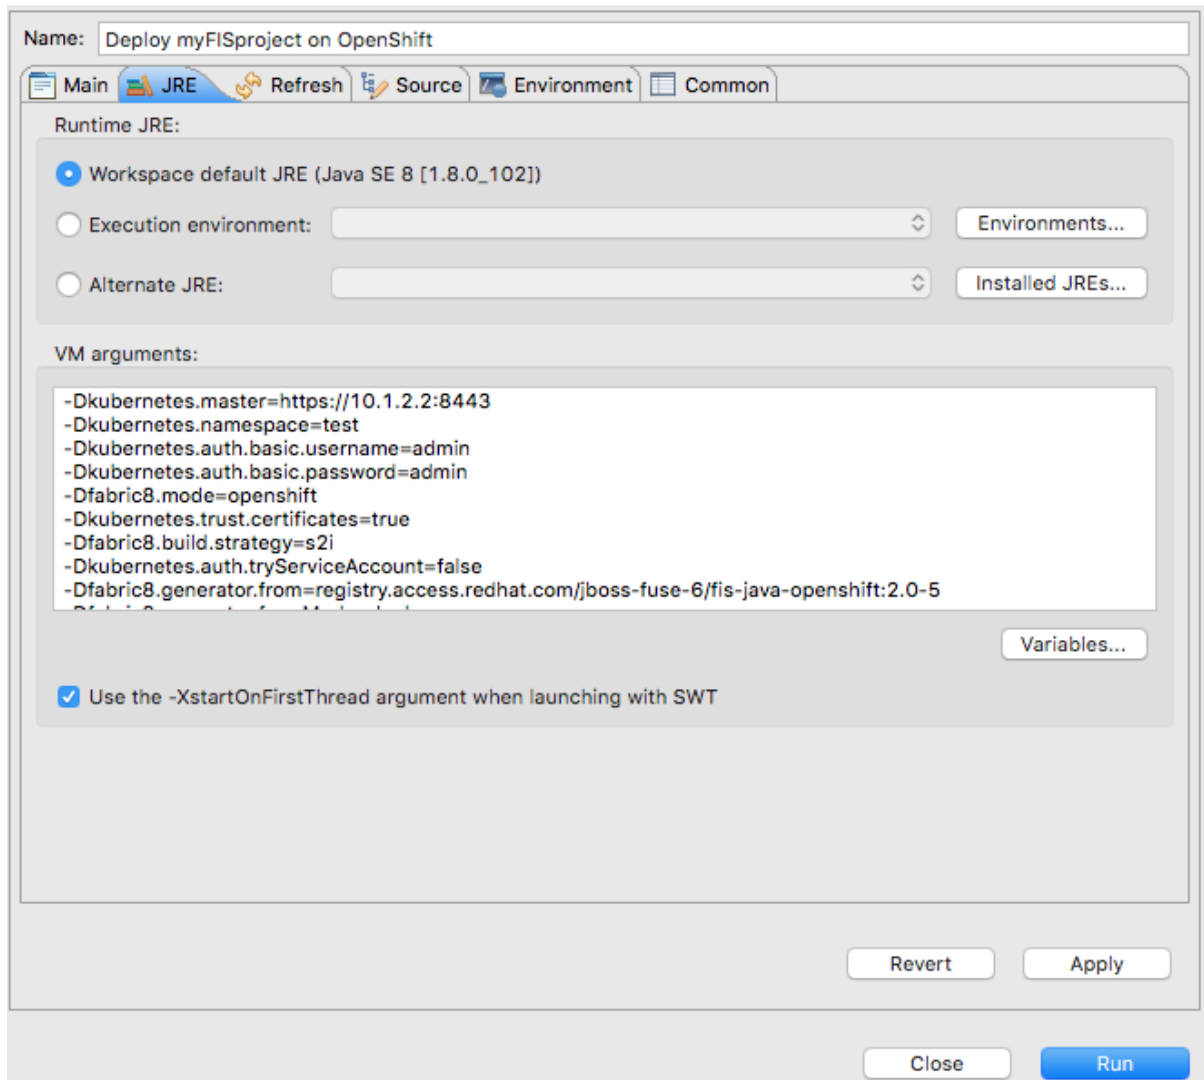 Name: Deploy myFISproject on OpenShift
Main JRE Refresh Source Environment Common
Runtime JRE:
Workspace default JRE (Java SE 8 [1.8.0_102])
Execution environment: Environments...
Alternate JRE: Installed JREs...
VM arguments:
-Dkubernetes.master=https://10.1.2.2:8443
-Dkubernetes.namespace=test
-Dkubernetes.auth.basic.username=admin
-Dkubernetes.auth.basic.password=admin
-Dfabric8.mode=openshift
-Dkubernetes.trust.certificates=true
-Dfabric8.build.strategy=s2i
-Dkubernetes.auth.tryServiceAccount=false
-Dfabric8.generator.from=registry.access.redhat.com/jboss-fuse-6/fis-java-openshift:2.0-5
Variables...
Use the -XstartOnFirstThread argument when launching with SWT
Revert Apply
Close Run